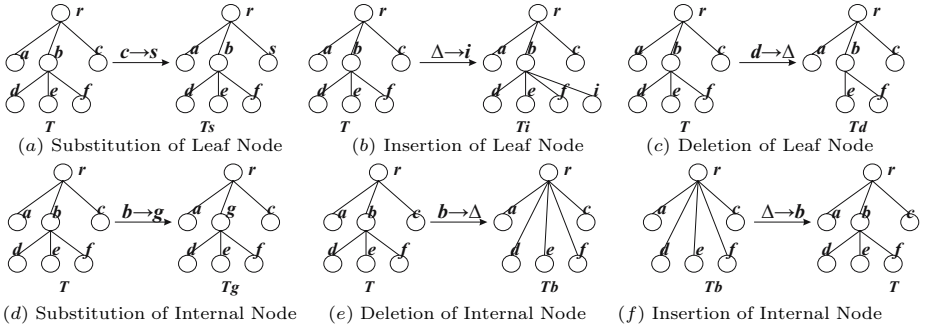 r r r r r r
a b c c→s a b s a b c Δ→i a b c a b c d→Δ a b c
d e f d e f d e f d e f i d e f e f
T Ts T Ti T Td
(a) Substitution of Leaf Node (b) Insertion of Leaf Node (c) Deletion of Leaf Node
r r r r r r
a b c b→g a g c a b c b→Δ a c a c Δ→b a b c
d e f d e f d e f d e f d e f d e f
T Tg T Tb Tb T
(d) Substitution of Internal Node (e) Deletion of Internal Node (f) Insertion of Internal Node